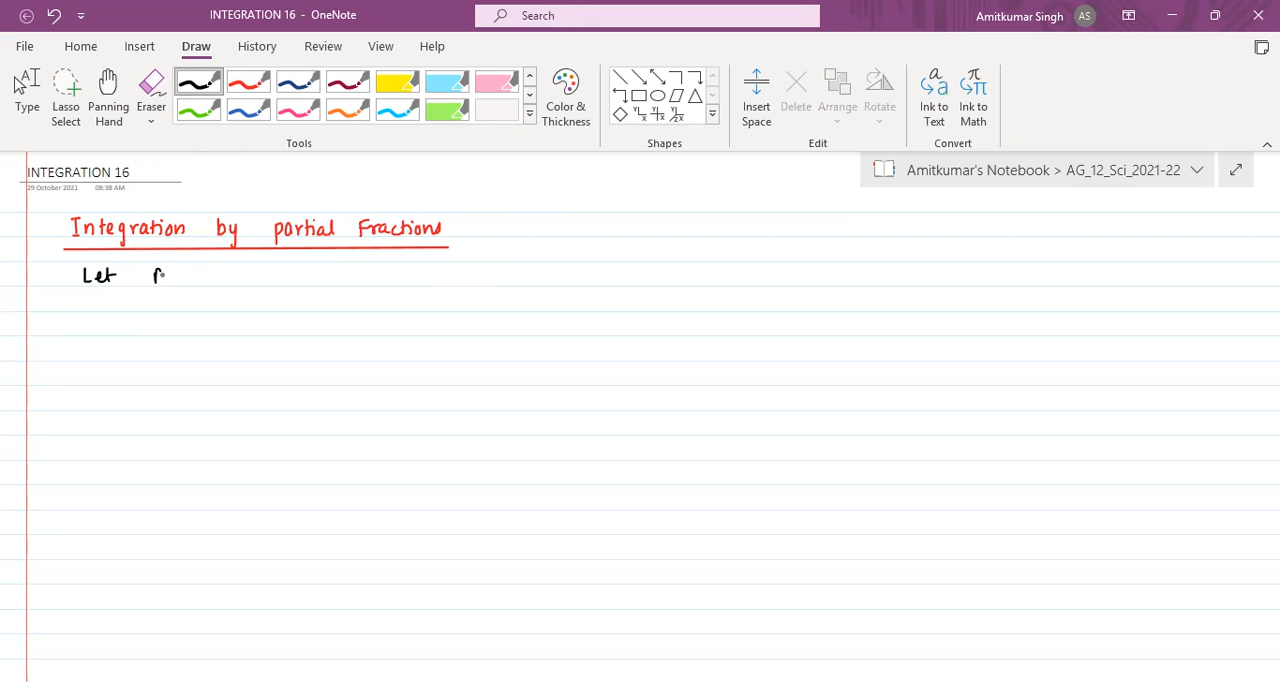 INTEGRATION 16 - OneNote
Search
Amitkumar Singh AS
File Home Insert Draw History Review View Help
Type Lasso Select Panning Hand Eraser
Color & Thickness
Insert Space Delete Arrange Rotate
Ink to Text Ink to Math
Tools Shapes Edit Convert
INTEGRATION 16
29 October 2021 08:38 AM
Amitkumar's Notebook > AG_12_Sci_2021-22
Integration by partial Fractions
Let